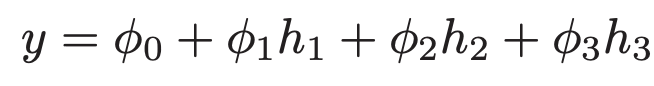 y = ϕ₀ + ϕ₁h₁ + ϕ₂h₂ + ϕ₃h₃